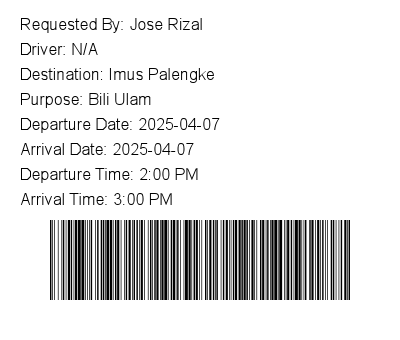 Requested By: Jose Rizal
Driver: N/A
Destination: Imus Palengke
Purpose: Bili Ulam
Departure Date: 2025-04-07
Arrival Date: 2025-04-07
Departure Time: 2:00 PM
Arrival Time: 3:00 PM